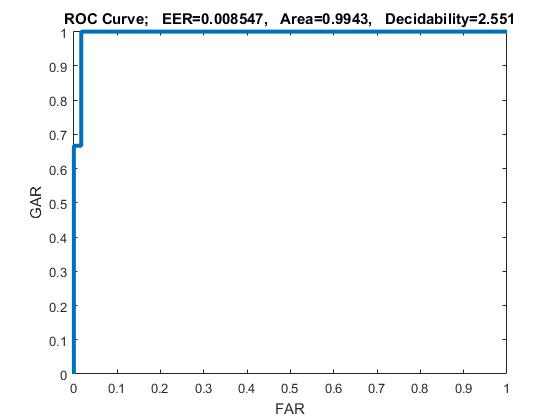 ROC Curve;   EER=0.008547,   Area=0.9943,   Decidability=2.551
1
0.9
0.8
0.7
0.6
0.5
0.4
0.3
0.2
0.1
0
GAR
0 0.1 0.2 0.3 0.4 0.5 0.6 0.7 0.8 0.9 1
FAR